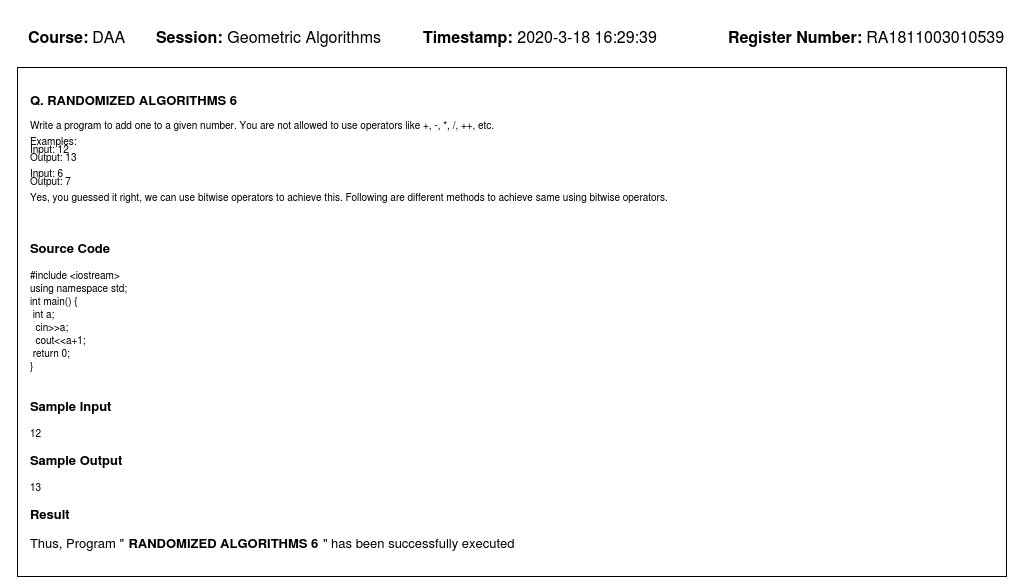 Course: DAA Session: Geometric Algorithms Timestamp: 2020-3-18 16:29:39 Register Number: RA1811003010539
Q. RANDOMIZED ALGORITHMS 6
Write a program to add one to a given number. You are not allowed to use operators like +, -, *, /, ++, etc.
Examples:
Input: 12
Output: 13
Input: 6
Output: 7
Yes, you guessed it right, we can use bitwise operators to achieve this. Following are different methods to achieve same using bitwise operators.
Source Code
#include <iostream>
using namespace std;
int main() {
int a;
cin>>a;
cout<<a+1;
return 0;
}
Sample Input
12
Sample Output
13
Result
Thus, Program " RANDOMIZED ALGORITHMS 6 " has been successfully executed